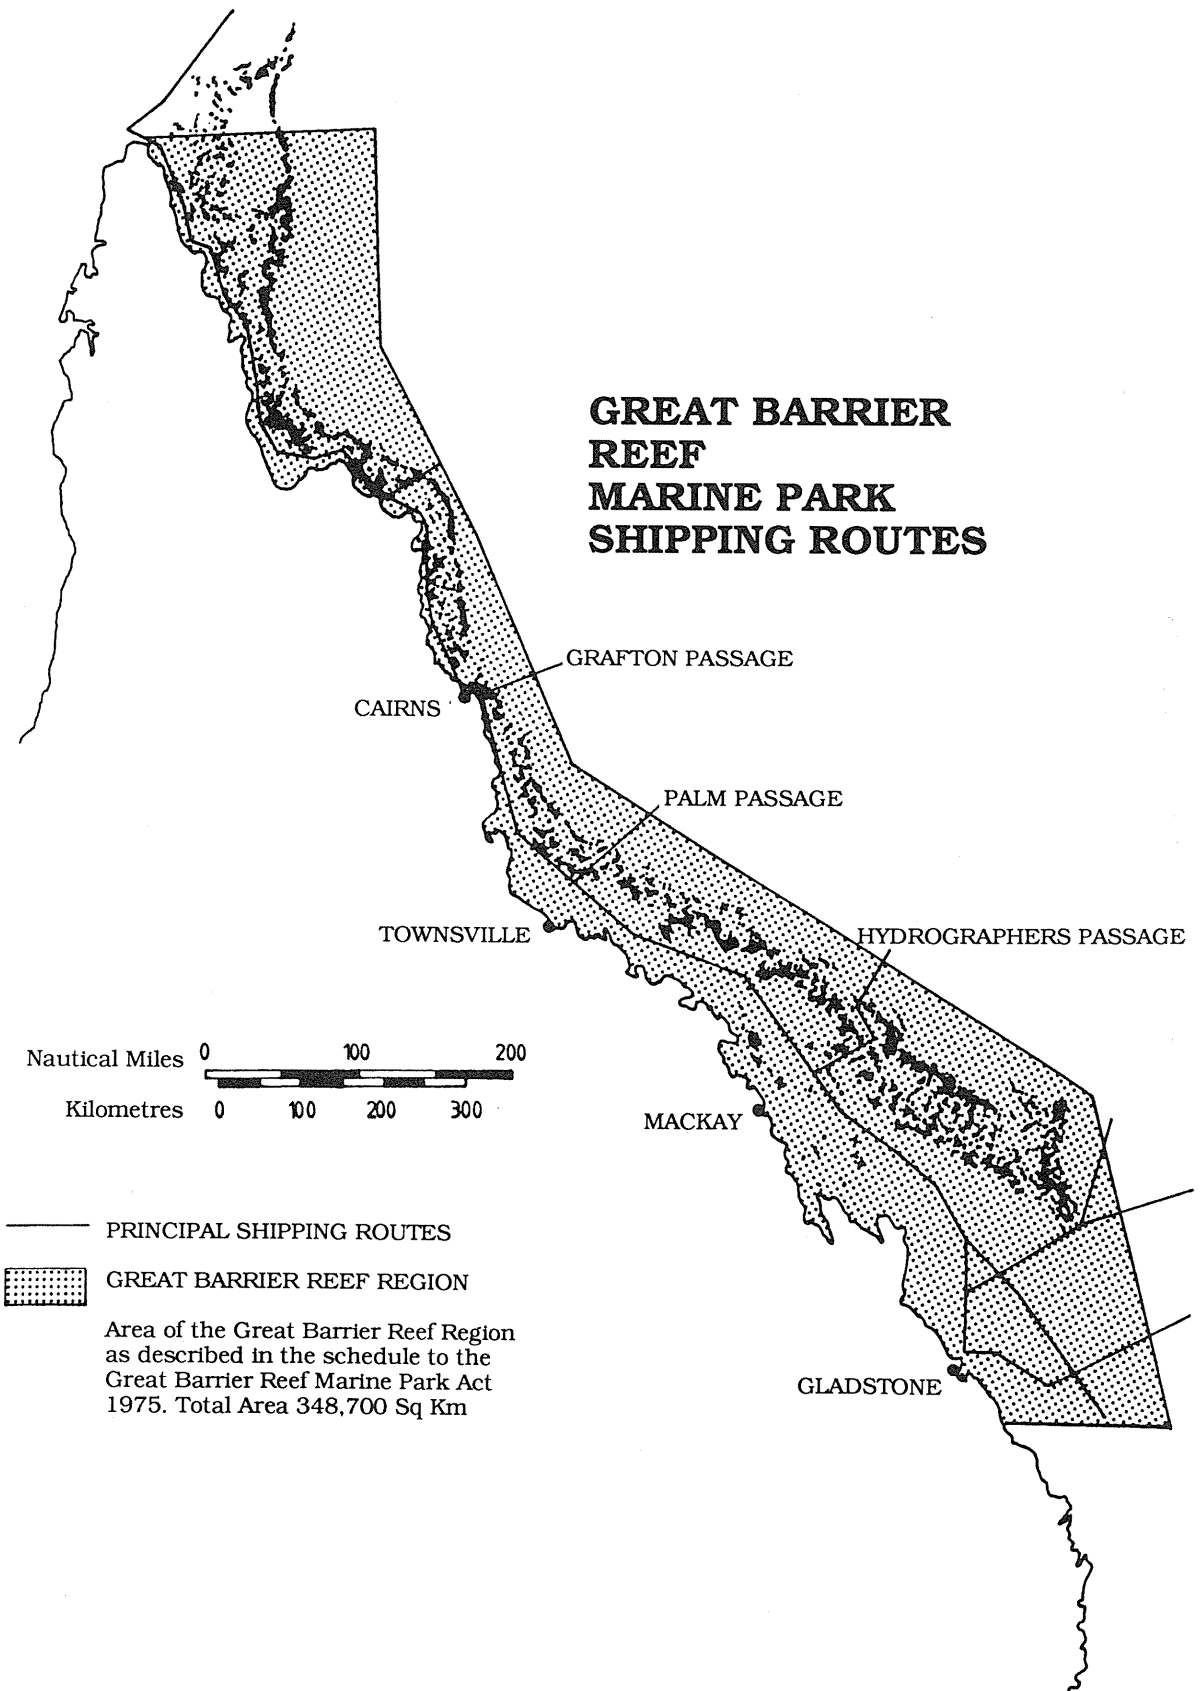 GREAT BARRIER
REEF
MARINE PARK
SHIPPING ROUTES
GRAFTON PASSAGE
CAIRNS
PALM PASSAGE
TOWNSVILLE
HYDROGRAPHERS PASSAGE
Nautical Miles 0 100 200
Kilometres 0 100 200 300
MACKAY
PRINCIPAL SHIPPING ROUTES
GREAT BARRIER REEF REGION
Area of the Great Barrier Reef Region
as described in the schedule to the
Great Barrier Reef Marine Park Act
1975. Total Area 348,700 Sq Km
GLADSTONE